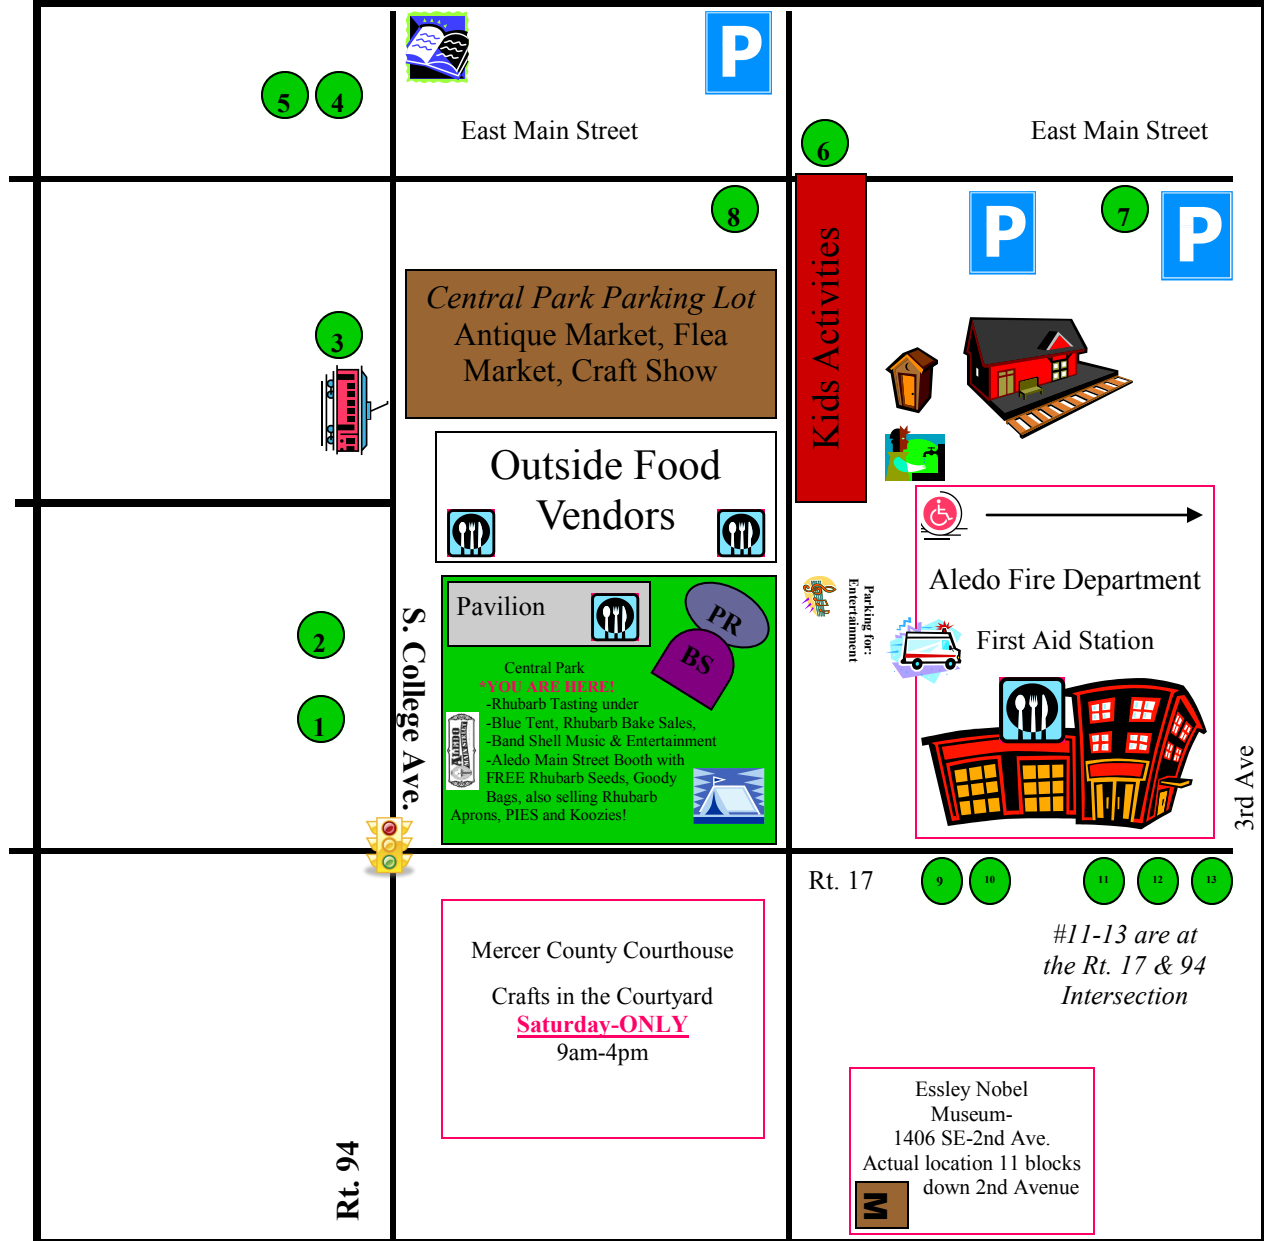 P
5
4
East Main Street
East Main Street
6
8
P
7
P
Central Park Parking Lot
Antique Market, Flea
Market, Craft Show
Kids Activities
3
Outside Food
Vendors
Aledo Fire Department
First Aid Station
Parking for:
Entertainment
Pavilion
PR
BS
2
1
S. College Ave.
Central Park
*YOU ARE HERE!
-Rhubarb Tasting under
-Blue Tent, Rhubarb Bake Sales,
-Band Shell Music & Entertainment
-Aledo Main Street Booth with
FREE Rhubarb Seeds, Goody
Bags, also selling Rhubarb
Aprons, PIES and Koozies!
ALEDO
MAIN STREET
3rd Ave
Rt. 17
9
10
11
12
13
#11-13 are at
the Rt. 17 & 94
Intersection
Mercer County Courthouse
Crafts in the Courtyard
Saturday-ONLY
9am-4pm
Rt. 94
Essley Nobel
Museum-
1406 SE-2nd Ave.
Actual location 11 blocks
down 2nd Avenue
M